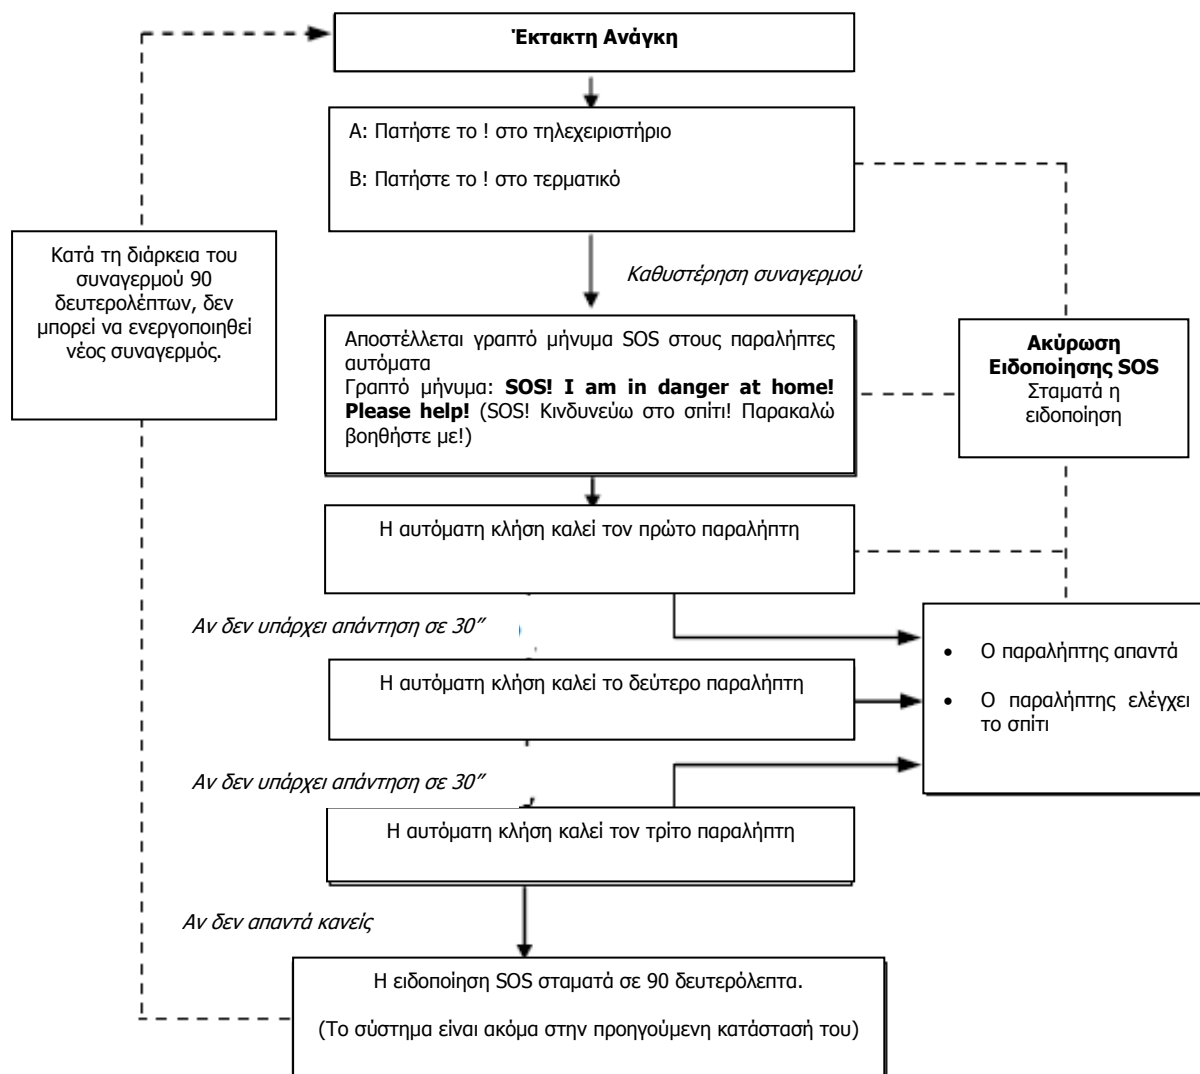 Έκτακτη Ανάγκη
Α: Πατήστε το ! στο τηλεχειριστήριο
Β: Πατήστε το ! στο τερματικό
Κατά τη διάρκεια του
συναγερμού 90
δευτερολέπτων, δεν
μπορεί να ενεργοποιηθεί
νέος συναγερμός.
Καθυστέρηση συναγερμού
Αποστέλλεται γραπτό μήνυμα SOS στους παραλήπτες
αυτόματα
Γραπτό μήνυμα: SOS! I am in danger at home!
Please help! (SOS! Κινδυνεύω στο σπίτι! Παρακαλώ
βοηθήστε με!)
Ακύρωση
Ειδοποίησης SOS
Σταματά η
ειδοποίηση
Η αυτόματη κλήση καλεί τον πρώτο παραλήπτη
Αν δεν υπάρχει απάντηση σε 30″
• Ο παραλήπτης απαντά
• Ο παραλήπτης ελέγχει
το σπίτι
Η αυτόματη κλήση καλεί το δεύτερο παραλήπτη
Αν δεν υπάρχει απάντηση σε 30″
Η αυτόματη κλήση καλεί τον τρίτο παραλήπτη
Αν δεν απαντά κανείς
Η ειδοποίηση SOS σταματά σε 90 δευτερόλεπτα.
(Το σύστημα είναι ακόμα στην προηγούμενη κατάστασή του)